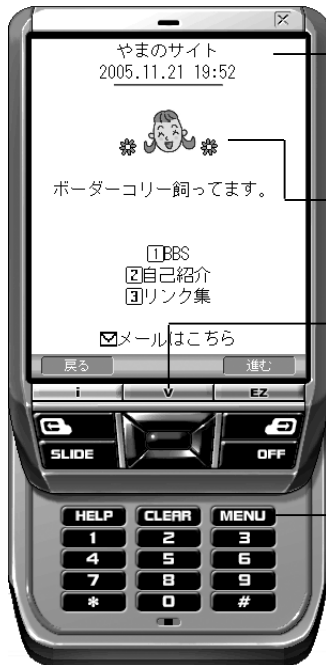 やまのサイト
2005.11.21 19:52
ボーダーコリー飼ってます。
1BBS
2自己紹介
3リンク集
メールはこちら
戻る 進む
i V EZ
SLIDE OFF
HELP CLEAR MENU
1 2 3
4 5 6
7 8 9
* 0 #